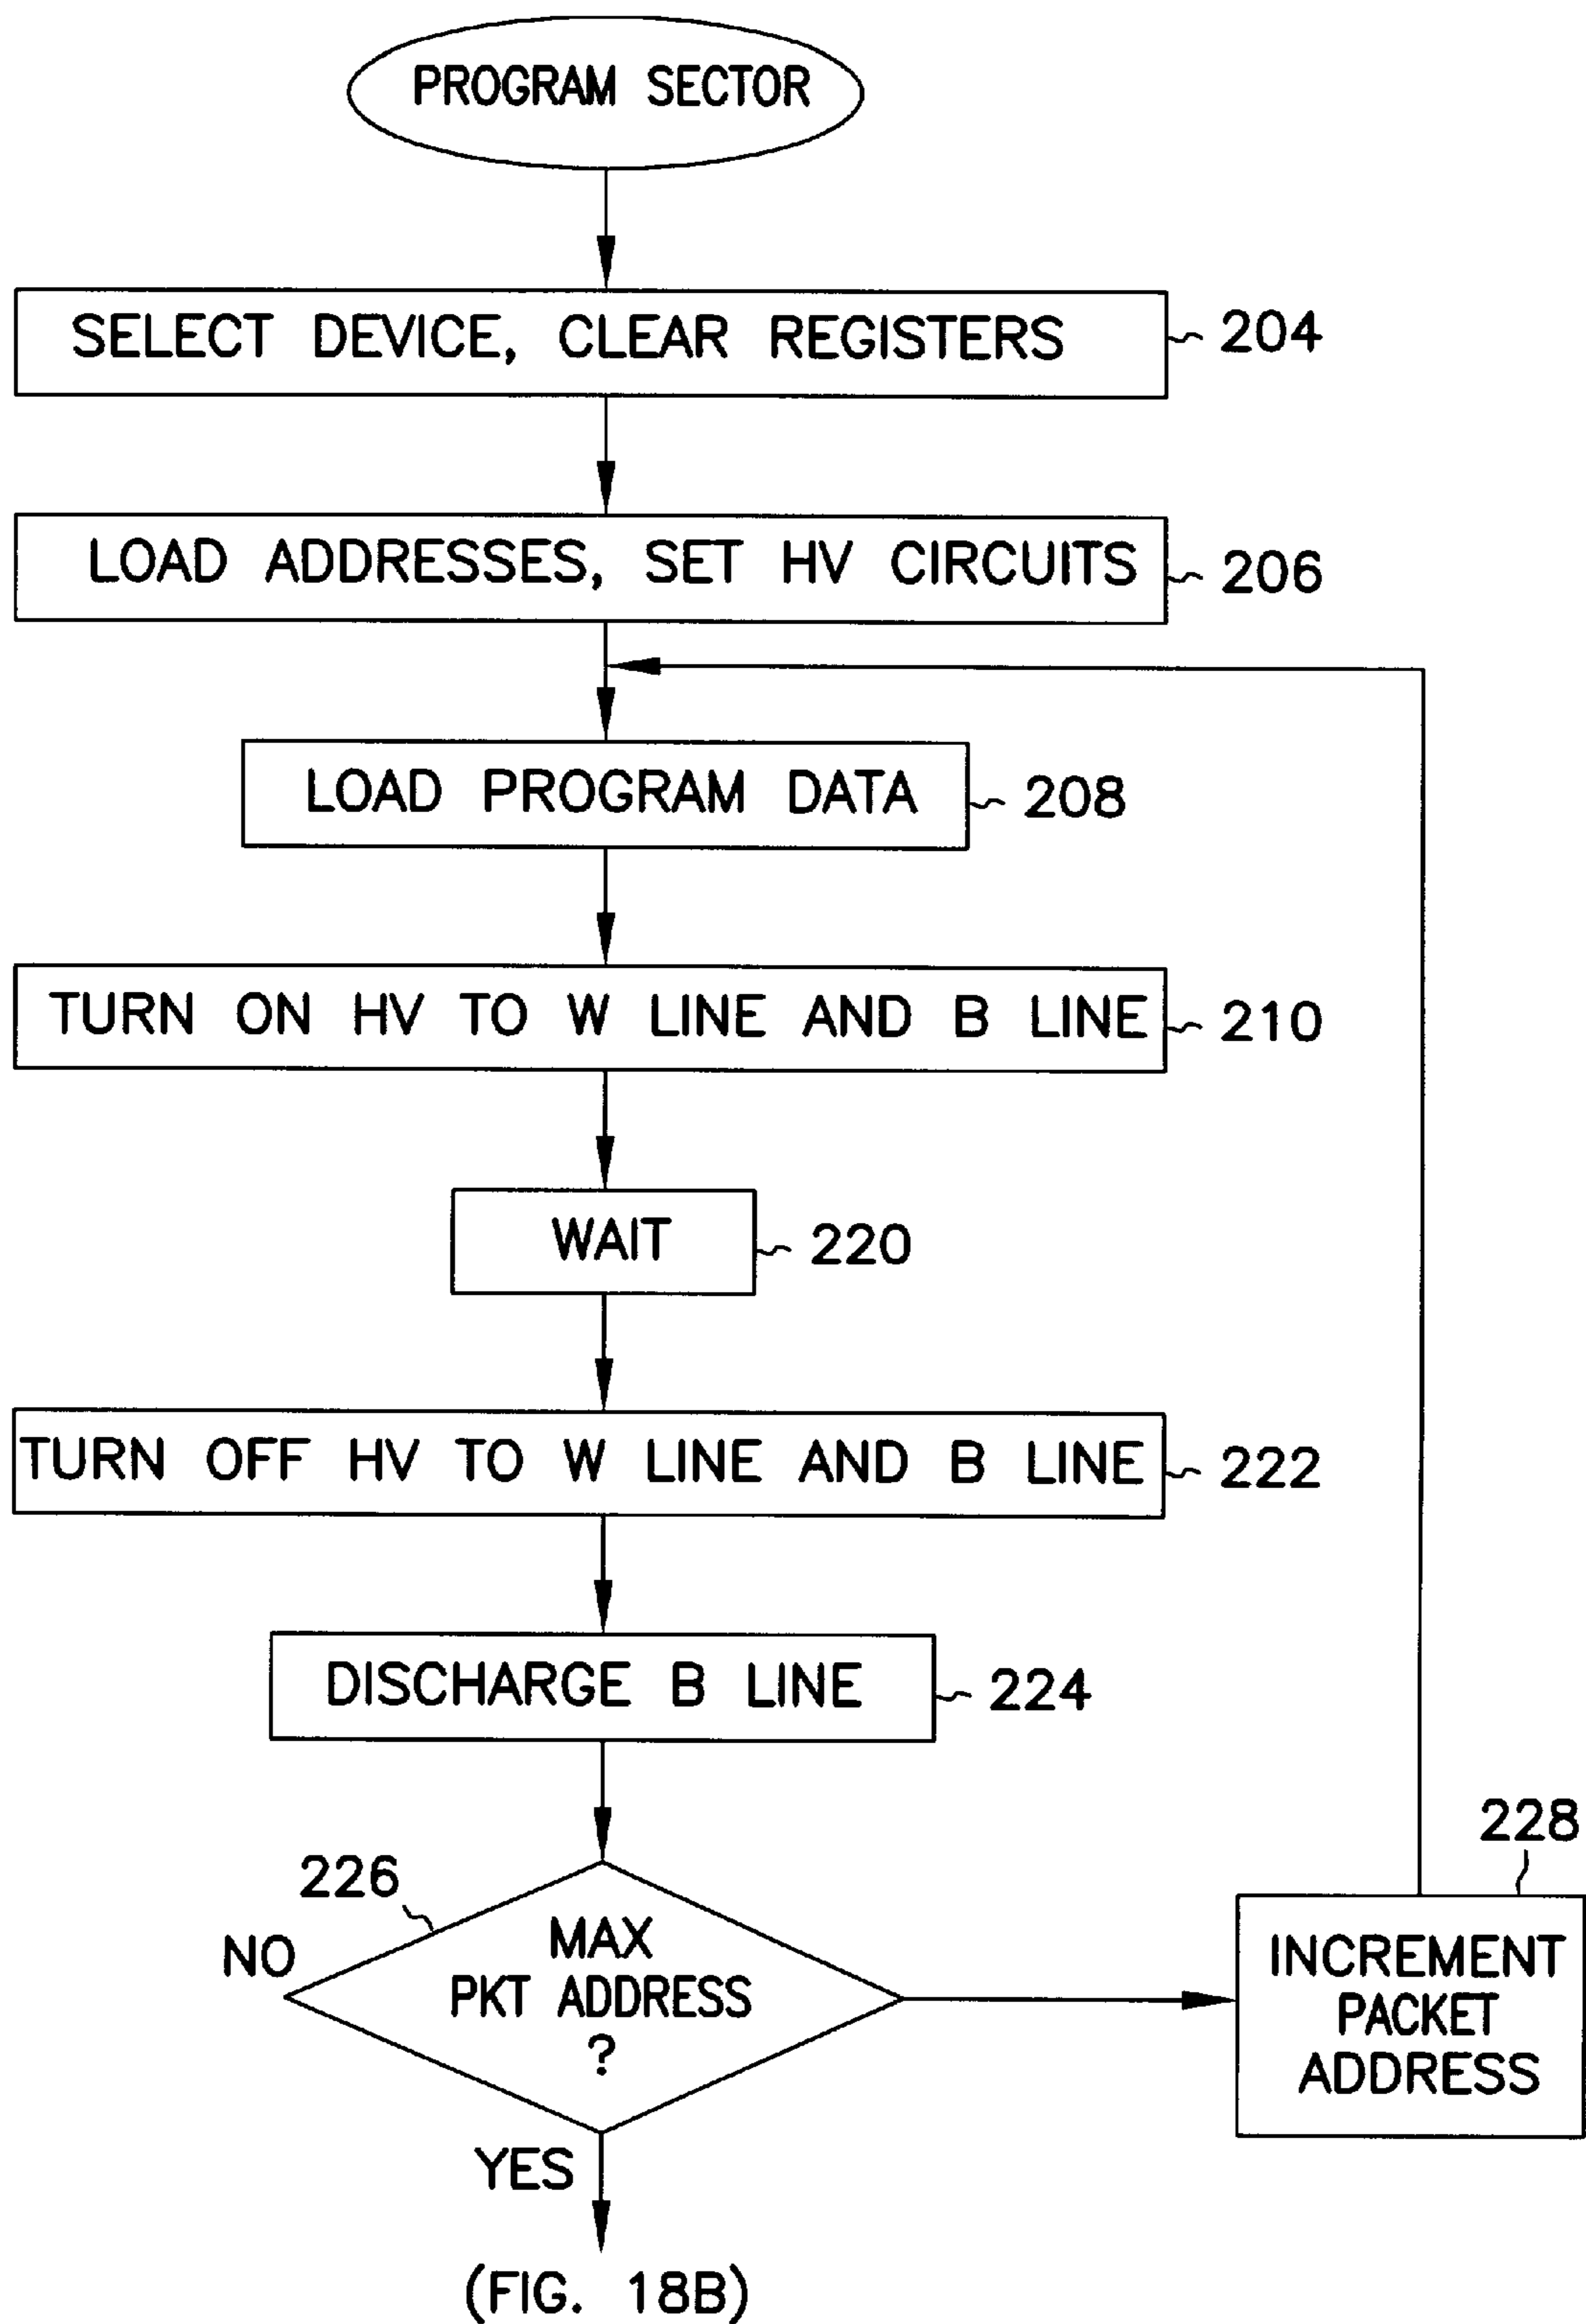 PROGRAM SECTOR
SELECT DEVICE, CLEAR REGISTERS
204
LOAD ADDRESSES, SET HV CIRCUITS
206
LOAD PROGRAM DATA
208
TURN ON HV TO W LINE AND B LINE
210
WAIT
220
TURN OFF HV TO W LINE AND B LINE
222
DISCHARGE B LINE
224
226
NO
MAX
PKT ADDRESS
?
228
INCREMENT
PACKET
ADDRESS
YES
(FIG. 18B)